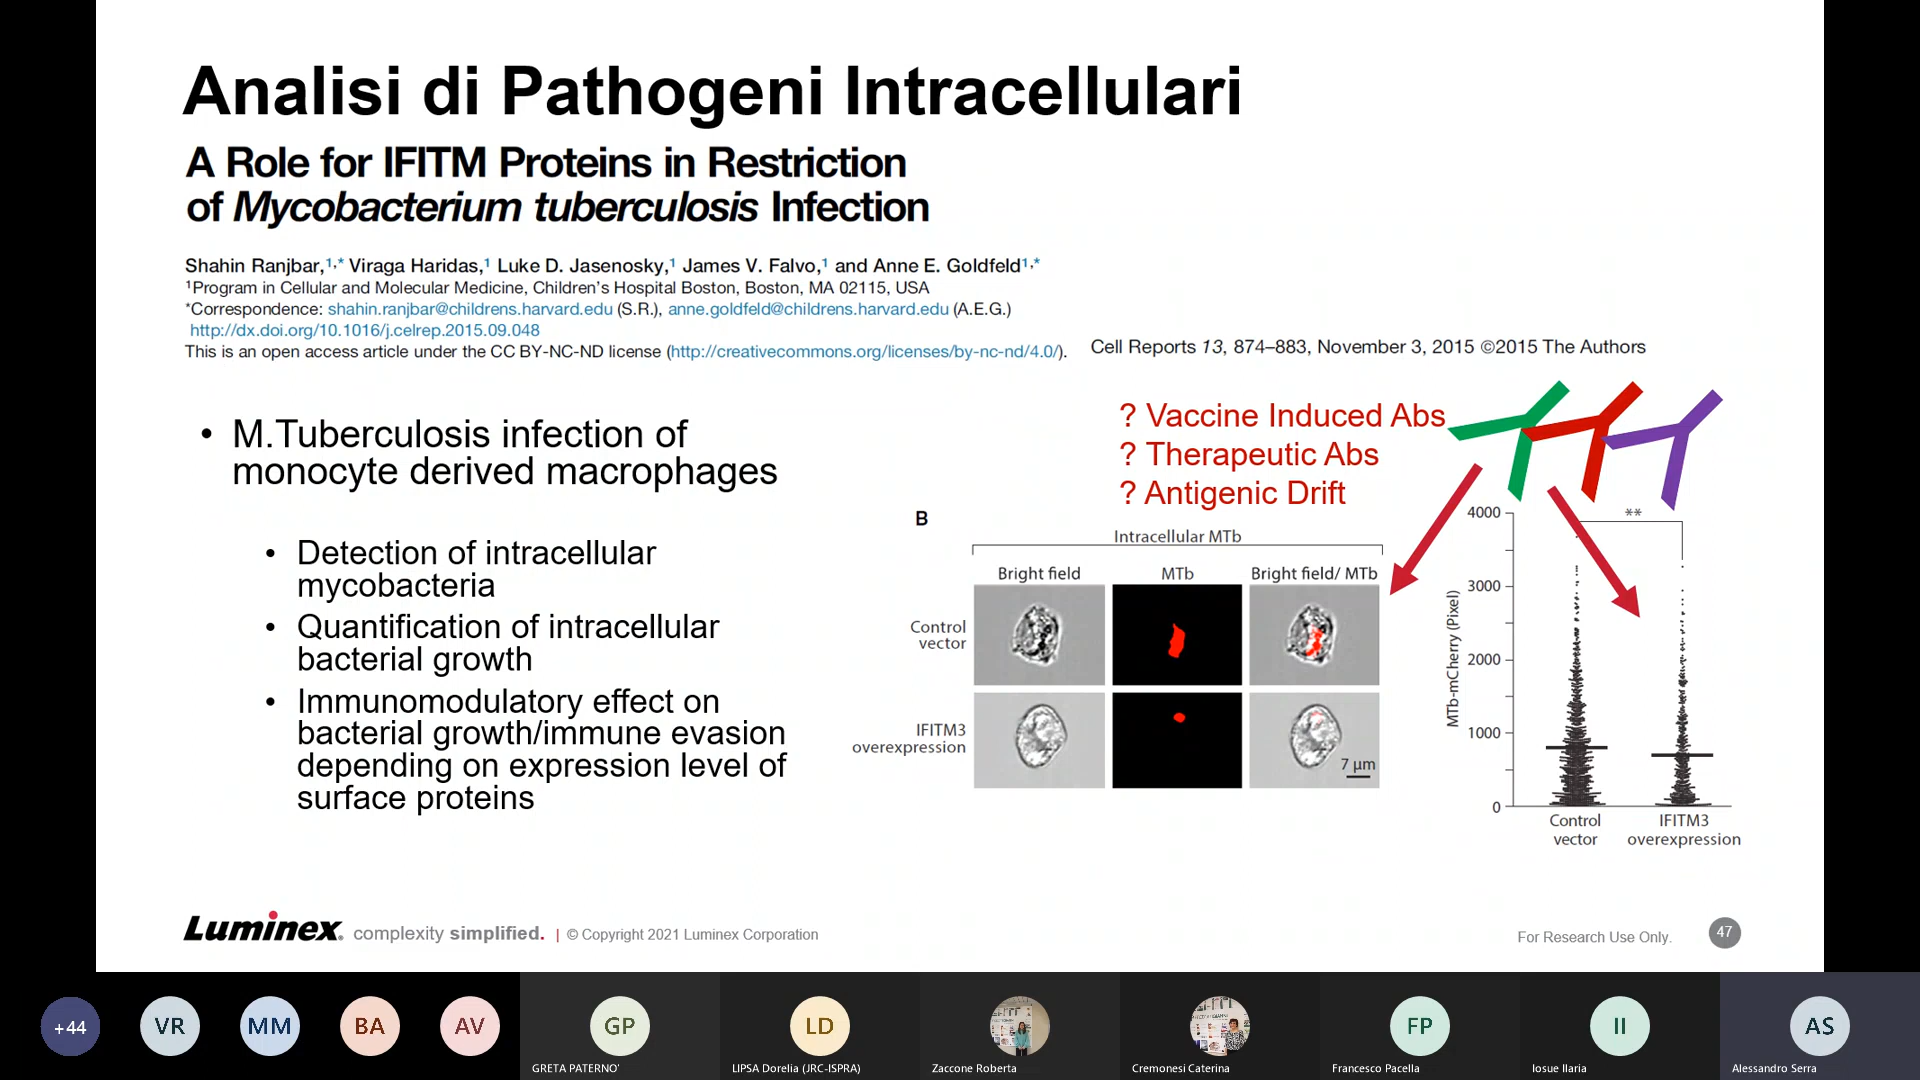 Analisi di Pathogeni Intracellulari
A Role for IFITM Proteins in Restriction
of Mycobacterium tuberculosis Infection
Shahin Ranjbar,1,* Viraga Haridas,1 Luke D. Jasenosky,1 James V. Falvo,1 and Anne E. Goldfeld1,*
1Program in Cellular and Molecular Medicine, Children's Hospital Boston, Boston, MA 02115, USA
*Correspondence: shahin.ranjbar@childrens.harvard.edu (S.R.), anne.goldfeld@childrens.harvard.edu (A.E.G.)
http://dx.doi.org/10.1016/j.celrep.2015.09.048
This is an open access article under the CC BY-NC-ND license (http://creativecommons.org/licenses/by-nc-nd/4.0/).
Cell Reports 13, 874–883, November 3, 2015 ©2015 The Authors
• M.Tuberculosis infection of
monocyte derived macrophages
• Detection of intracellular
mycobacteria
• Quantification of intracellular
bacterial growth
• Immunomodulatory effect on
bacterial growth/immune evasion
depending on expression level of
surface proteins
? Vaccine Induced Abs
? Therapeutic Abs
? Antigenic Drift
B
Intracellular MTb
Bright field MTb Bright field/ MTb
Control
vector
IFITM3
overexpression
7 µm
MTb-mCherry (Pixel)
4000
3000
2000
1000
0
**
Control
vector
IFITM3
overexpression
Luminex. complexity simplified. | © Copyright 2021 Luminex Corporation
For Research Use Only. 47
+44 VR MM BA AV GP LD FP II AS
GRETA PATERNO' LIPSA Dorelia (JRC-ISPRA) Zaccone Roberta Cremonesi Caterina Francesco Pacella Iosue Ilaria Alessandro Serra